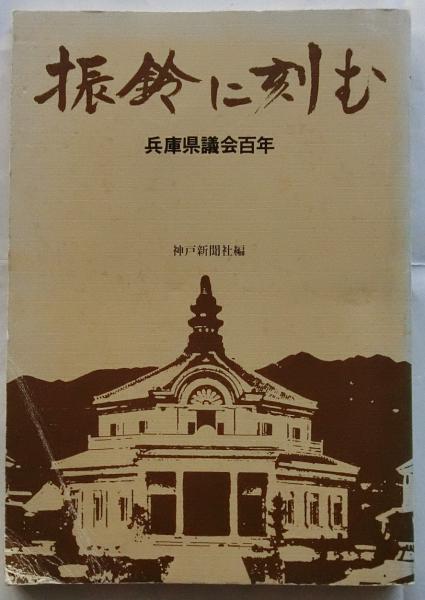 振鈴に刻む
兵庫県議会百年
神戸新聞社編